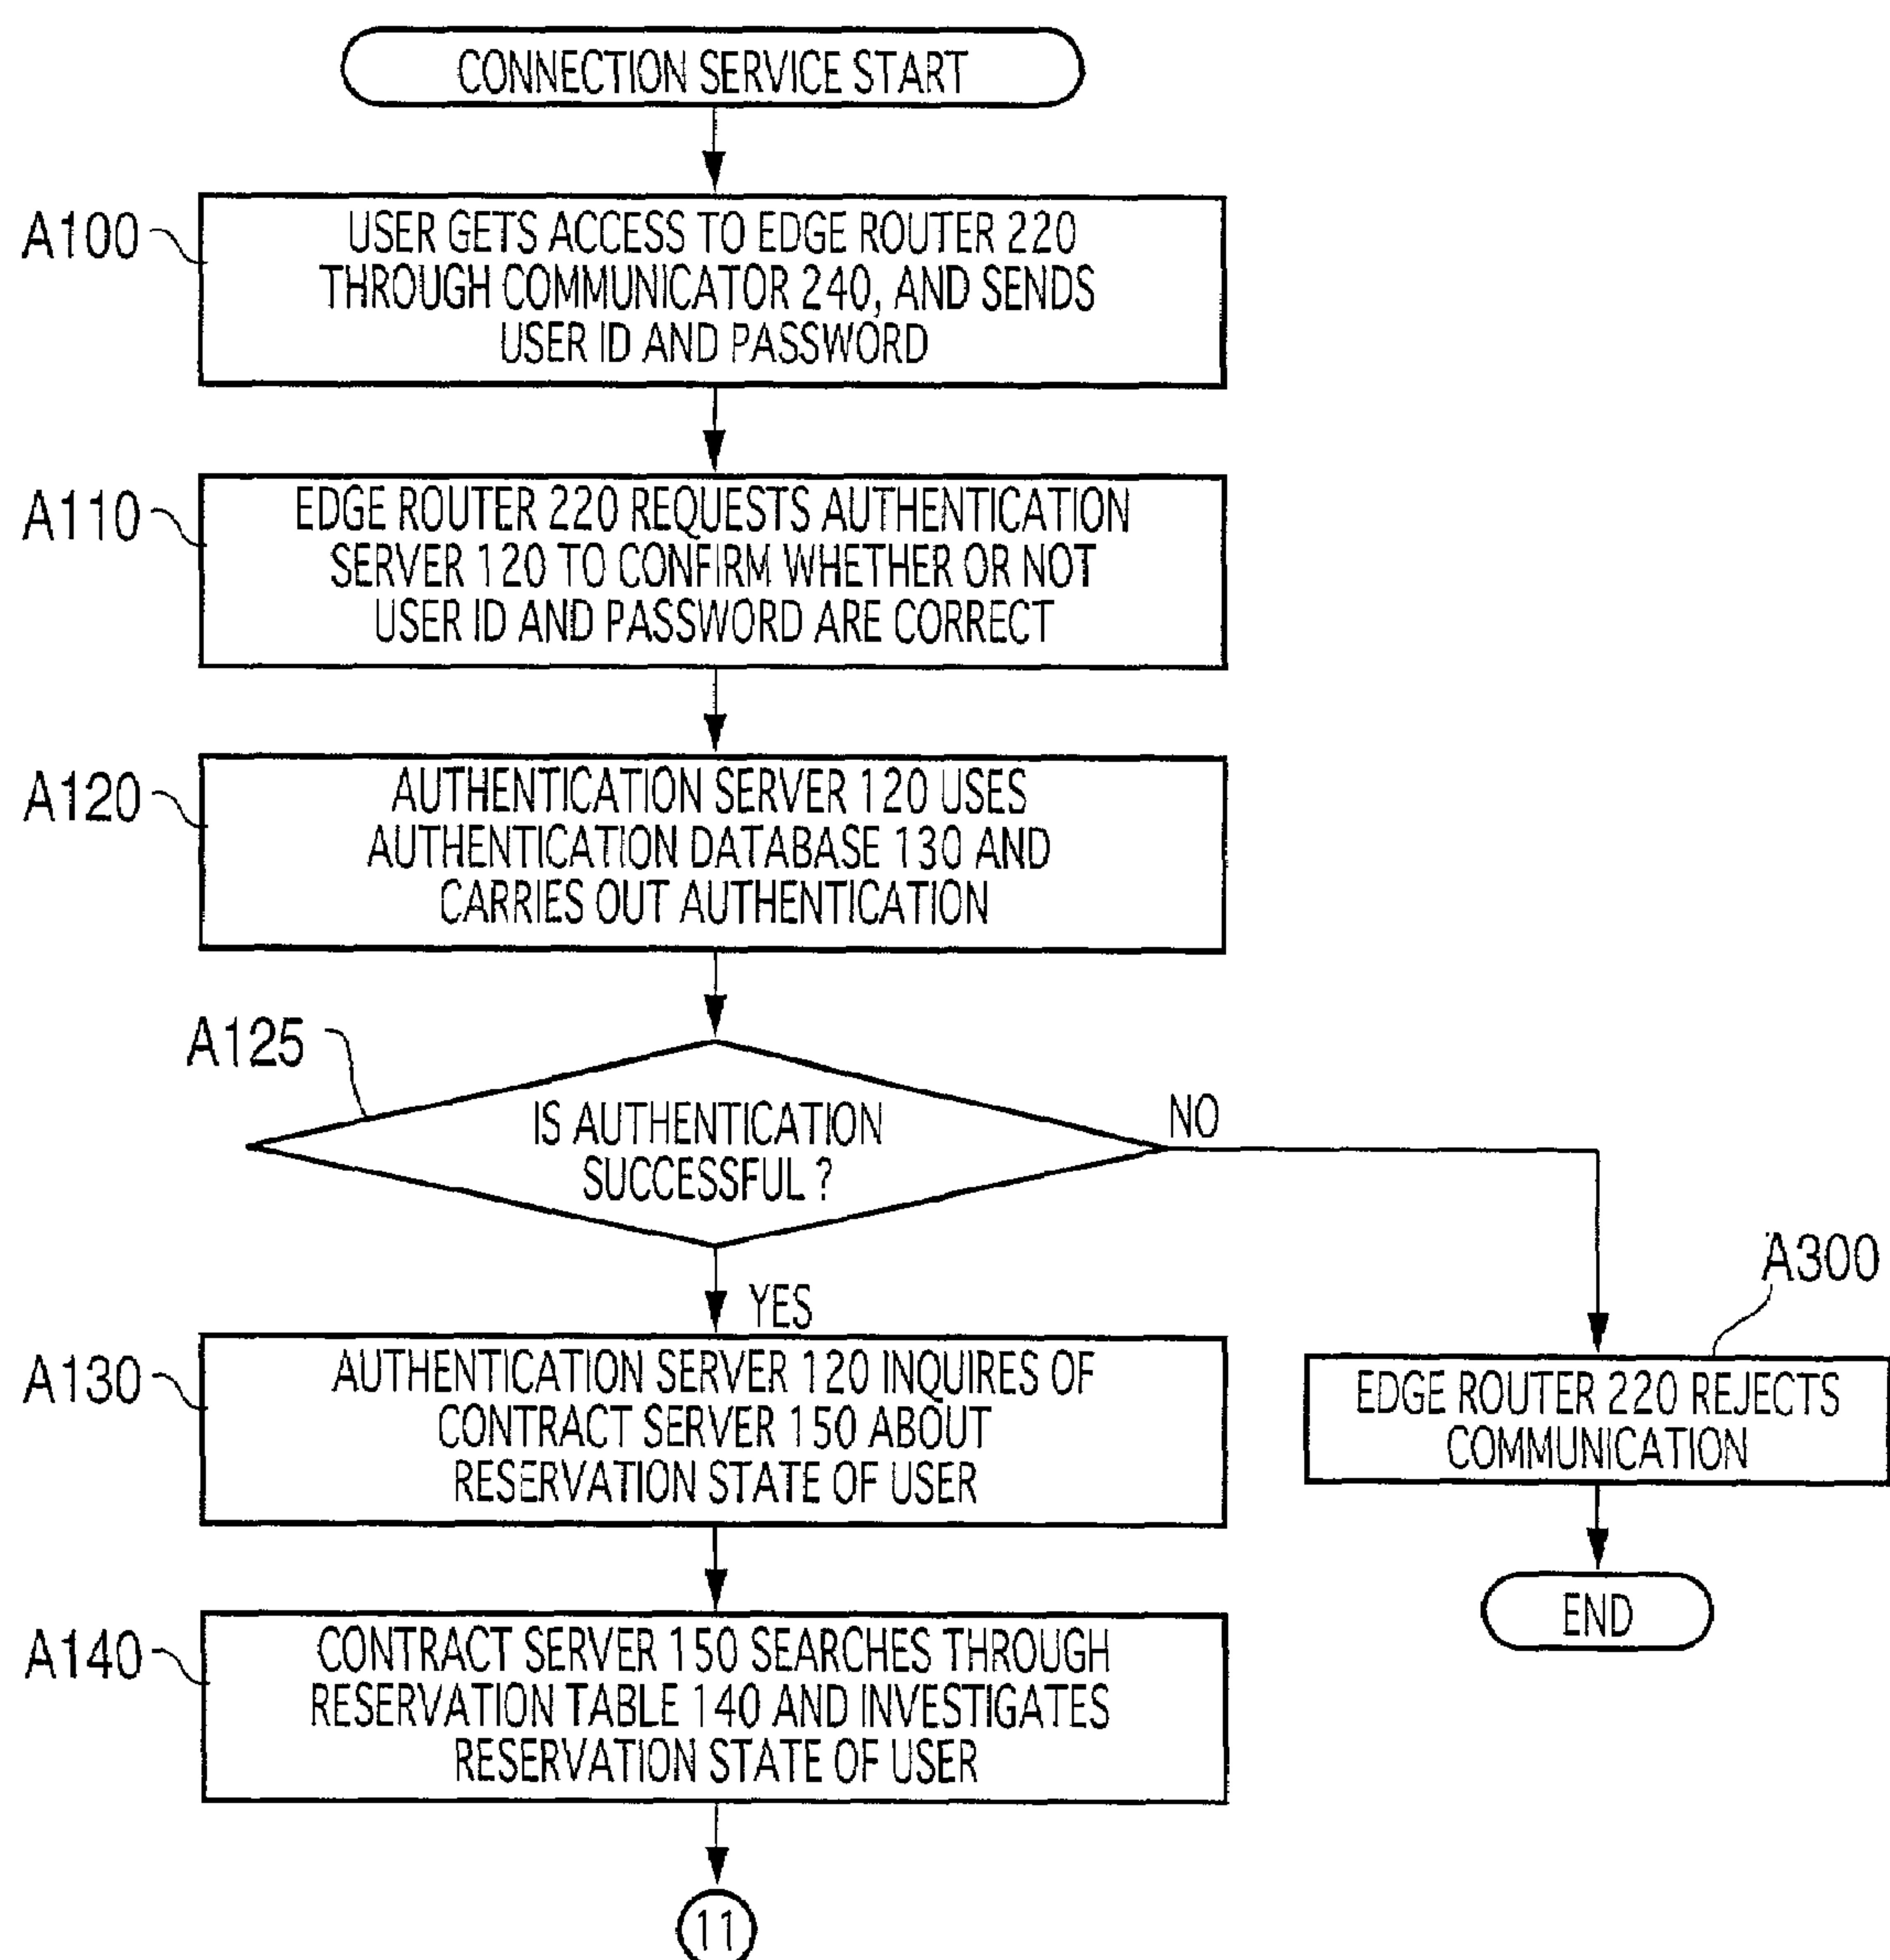 CONNECTION SERVICE START
A100
USER GETS ACCESS TO EDGE ROUTER 220
THROUGH COMMUNICATOR 240, AND SENDS
USER ID AND PASSWORD
A110
EDGE ROUTER 220 REQUESTS AUTHENTICATION
SERVER 120 TO CONFIRM WHETHER OR NOT
USER ID AND PASSWORD ARE CORRECT
A120
AUTHENTICATION SERVER 120 USES
AUTHENTICATION DATABASE 130 AND
CARRIES OUT AUTHENTICATION
A125
IS AUTHENTICATION
SUCCESSFUL ?
NO
YES
A300
EDGE ROUTER 220 REJECTS
COMMUNICATION
END
A130
AUTHENTICATION SERVER 120 INQUIRES OF
CONTRACT SERVER 150 ABOUT
RESERVATION STATE OF USER
A140
CONTRACT SERVER 150 SEARCHES THROUGH
RESERVATION TABLE 140 AND INVESTIGATES
RESERVATION STATE OF USER
11